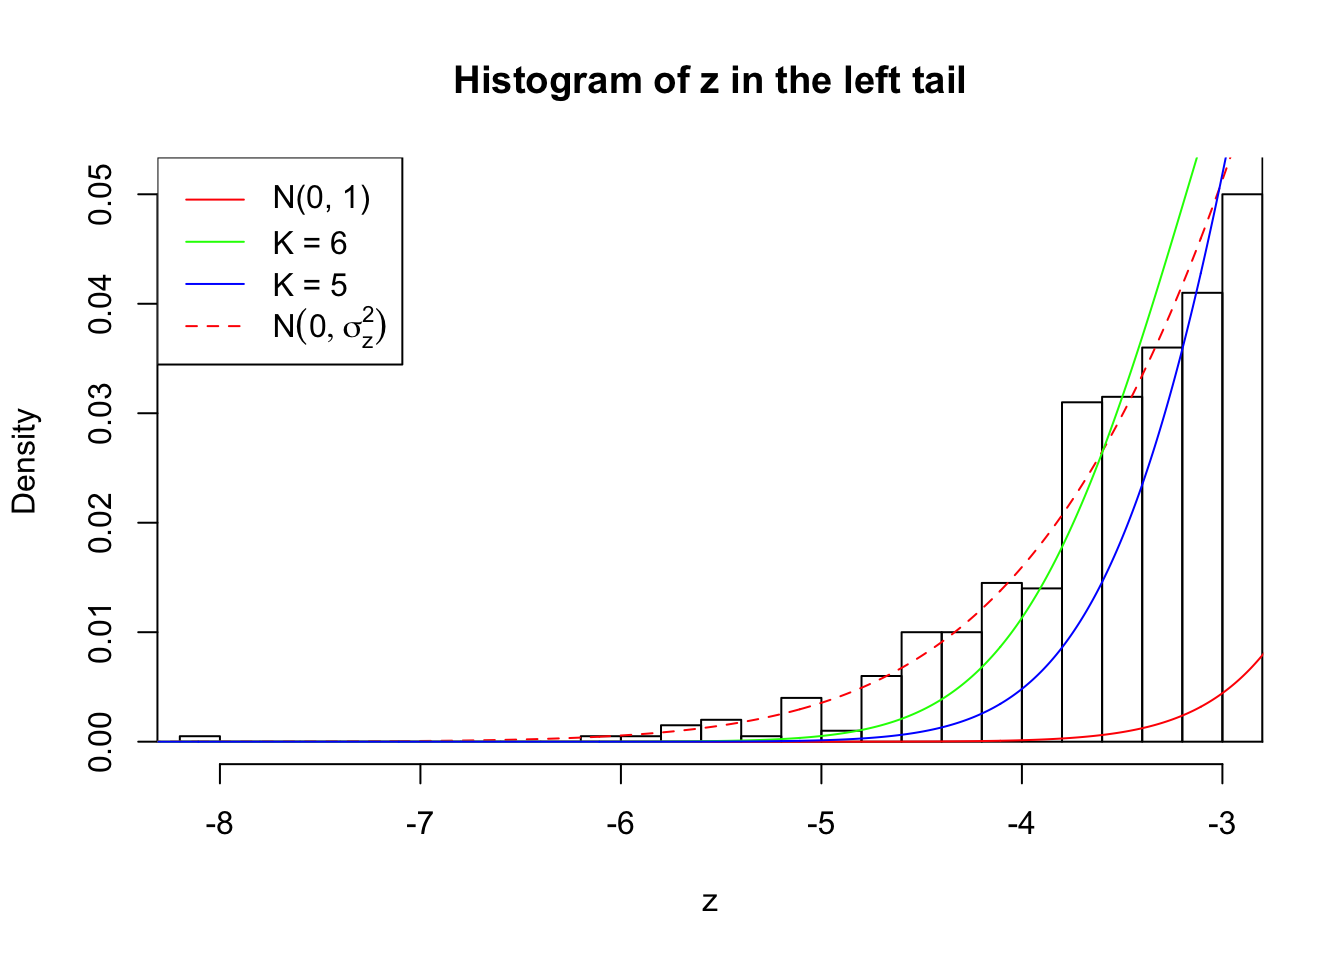 Histogram of z in the left tail
N(0, 1)
K = 6
K = 5
N(0, σ_z^2)
Density
0.05
0.04
0.03
0.02
0.01
0.00
-8 -7 -6 -5 -4 -3
z